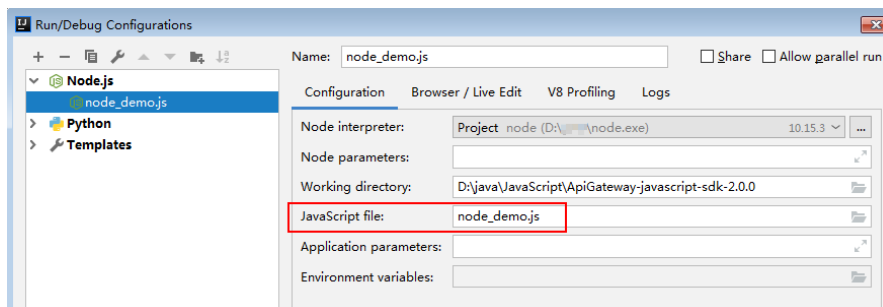 Run/Debug Configurations
Name: node_demo.js Share Allow parallel run
Node.js
node_demo.js
Python
Templates
Configuration Browser / Live Edit V8 Profiling Logs
Node interpreter: Project node (D:\ \node.exe) 10.15.3 ...
Node parameters:
Working directory: D:\java\JavaScript\ApiGateway-javascript-sdk-2.0.0
JavaScript file: node_demo.js
Application parameters:
Environment variables: